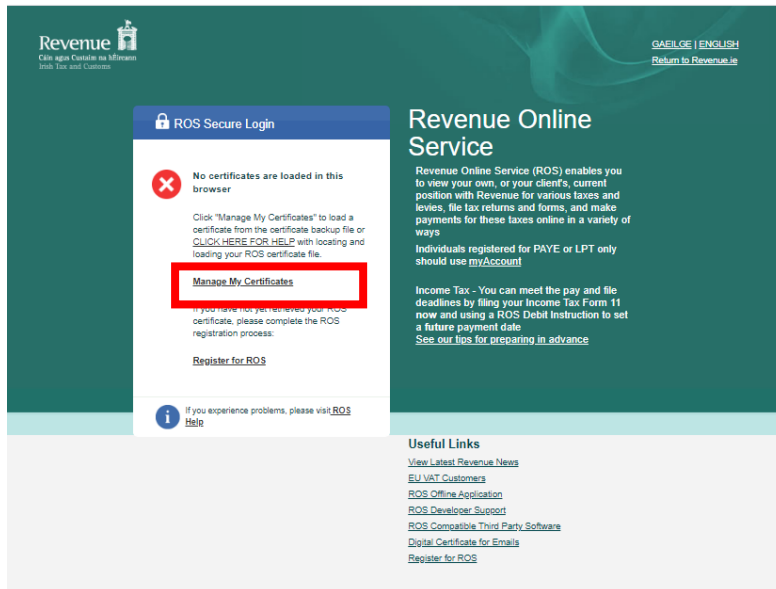 Revenue
Cáin agus Custaim na hÉireann
Irish Tax and Customs
GAEILGE | ENGLISH
Return to Revenue.ie
ROS Secure Login
No certificates are loaded in this
browser
Click "Manage My Certificates" to load a
certificate from the certificate backup file or
CLICK HERE FOR HELP with locating and
loading your ROS certificate file.
Manage My Certificates
If you have not yet retrieved your ROS
certificate, please complete the ROS
registration process:
Register for ROS
If you experience problems, please visit ROS
Help
Revenue Online
Service
Revenue Online Service (ROS) enables you
to view your own, or your client's, current
position with Revenue for various taxes and
levies, file tax returns and forms, and make
payments for these taxes online in a variety of
ways
Individuals registered for PAYE or LPT only
should use myAccount
Income Tax - You can meet the pay and file
deadlines by filing your Income Tax Form 11
now and using a ROS Debit Instruction to set
a future payment date
See our tips for preparing in advance
Useful Links
View Latest Revenue News
EU VAT Customers
ROS Offline Application
ROS Developer Support
ROS Compatible Third Party Software
Digital Certificate for Emails
Register for ROS